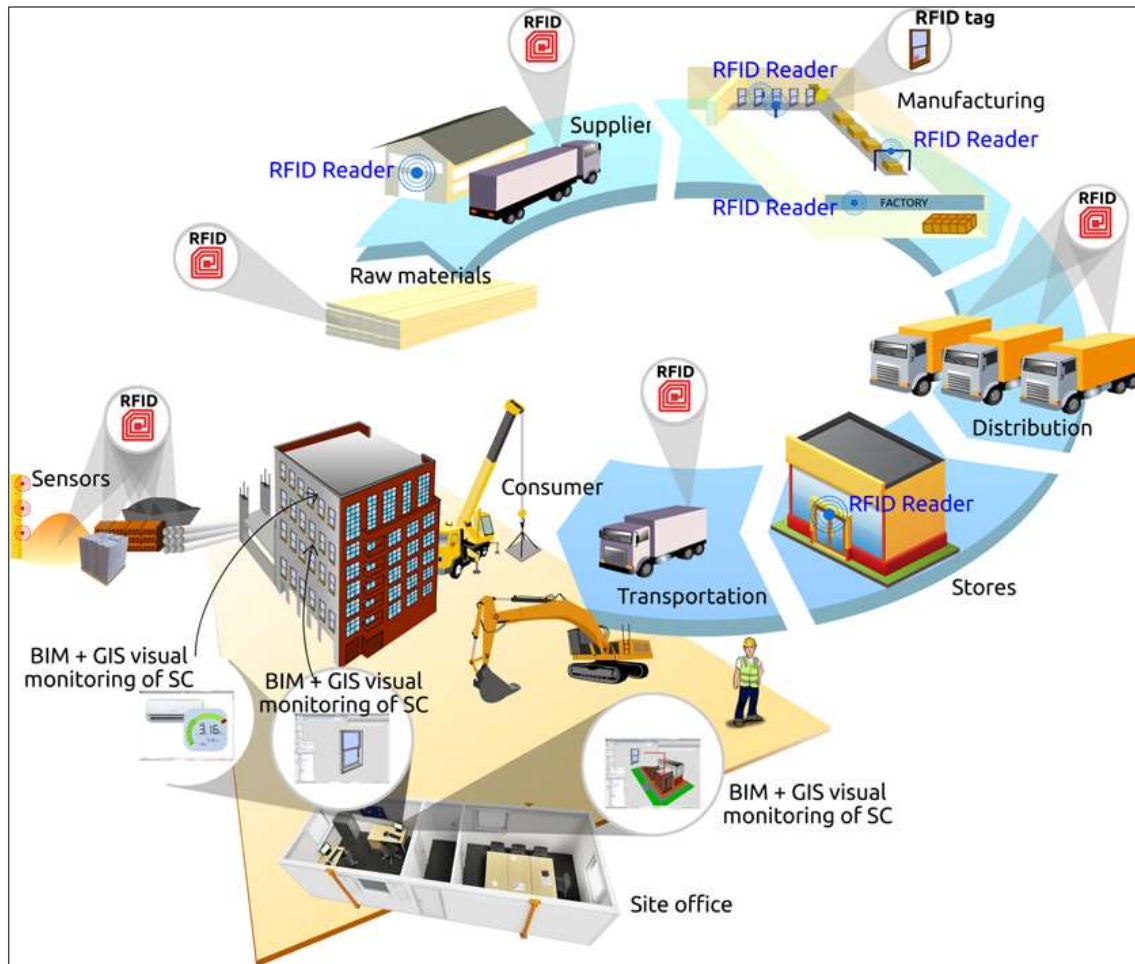 RFID
RFID tag
RFID Reader
Manufacturing
Supplier
RFID Reader
RFID Reader
RFID Reader
FACTORY
RFID
RFID
Raw materials
RFID
RFID
Distribution
Sensors
Consumer
RFID Reader
Transportation
Stores
BIM + GIS visual
monitoring of SC
BIM + GIS visual
monitoring of SC
3.16
BIM + GIS visual
monitoring of SC
Site office